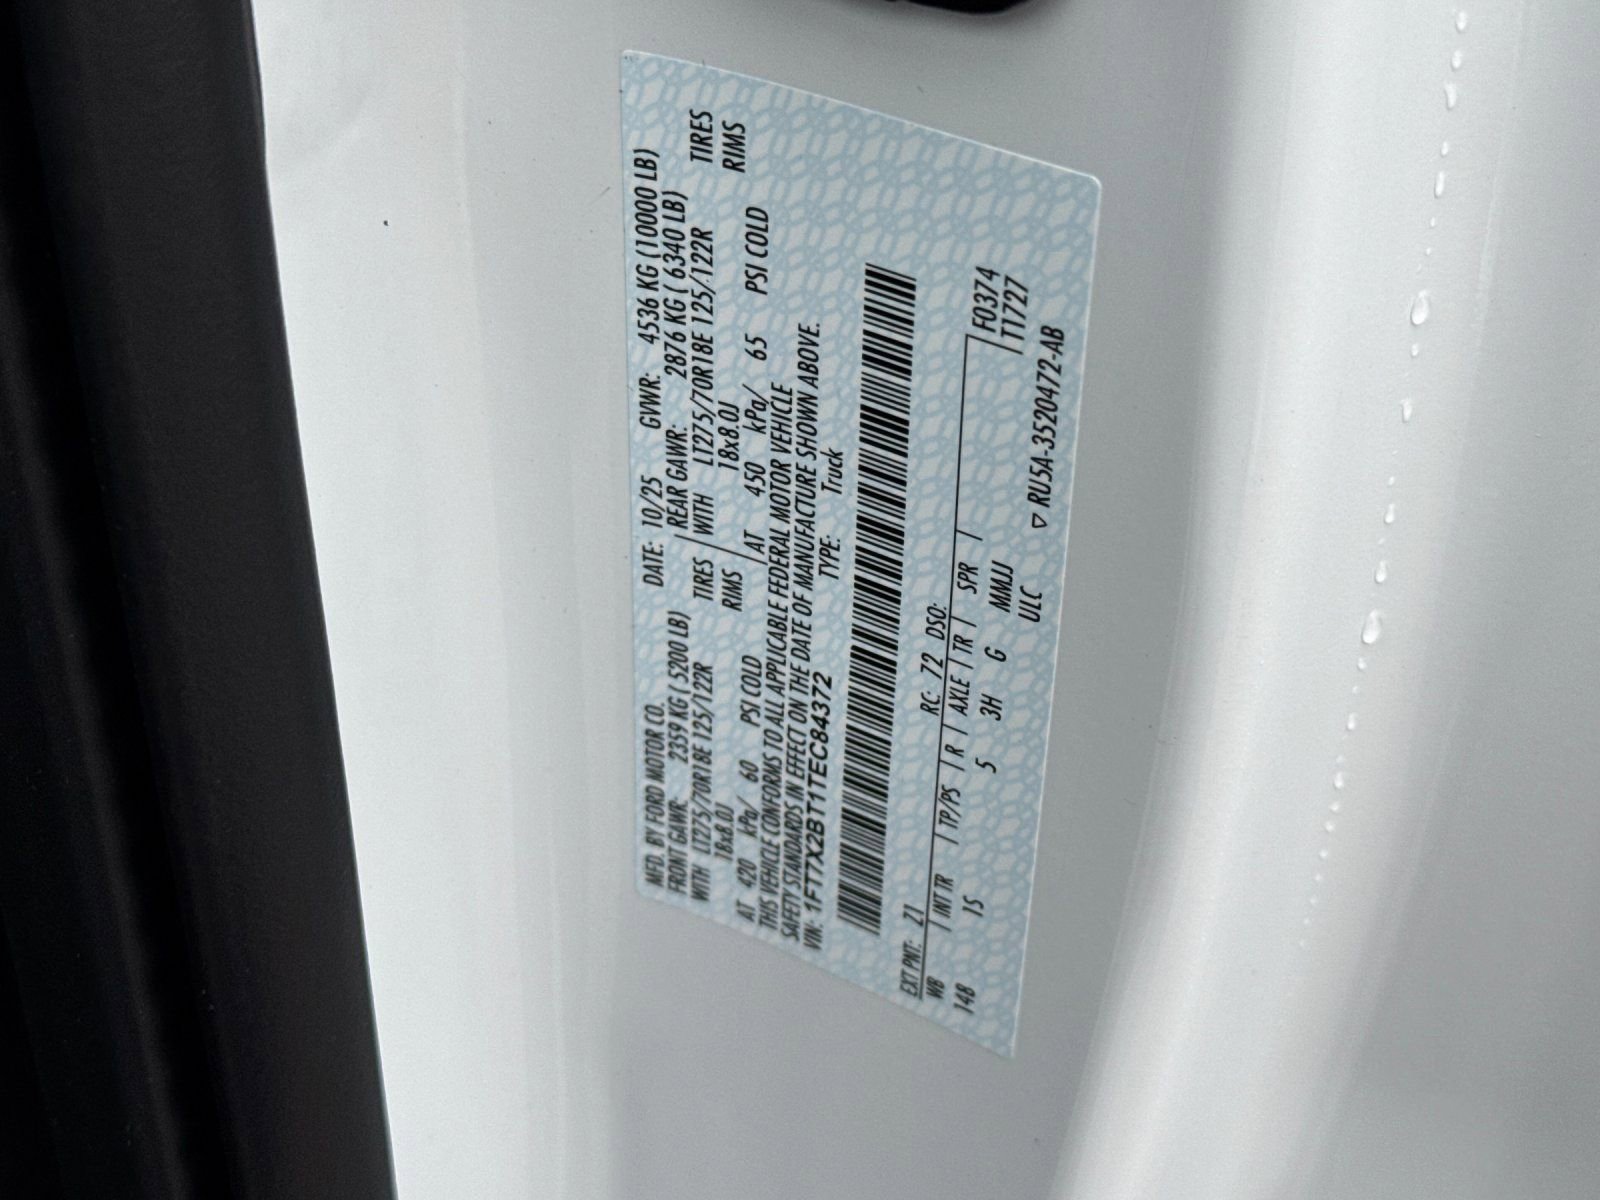 MFD. BY FORD MOTOR CO.
DATE: 10/25 GVWR: 4536 KG (10000 LB)
FRONT GAWR: 2359 KG ( 5200 LB) REAR GAWR: 2876 KG ( 6340 LB)
WITH LT275/70R18E 125/122R TIRES WITH LT275/70R18E 125/122R TIRES
18x8.0J RIMS 18x8.0J RIMS
AT 420 kPa/ 60 PSI COLD AT 450 kPa/ 65 PSI COLD
THIS VEHICLE CONFORMS TO ALL APPLICABLE FEDERAL MOTOR VEHICLE
SAFETY STANDARDS IN EFFECT ON THE DATE OF MANUFACTURE SHOWN ABOVE.
VIN: 1FT7X2BT1TEC84372 TYPE: Truck
EXT PNT: Z1 RC: 72 DSO:
WB INT TR TP/PS R AXLE TR SPR F0374
148 1S 5 3H G MMJJ T1727
ULC
▽ RU5A-3520472-AB